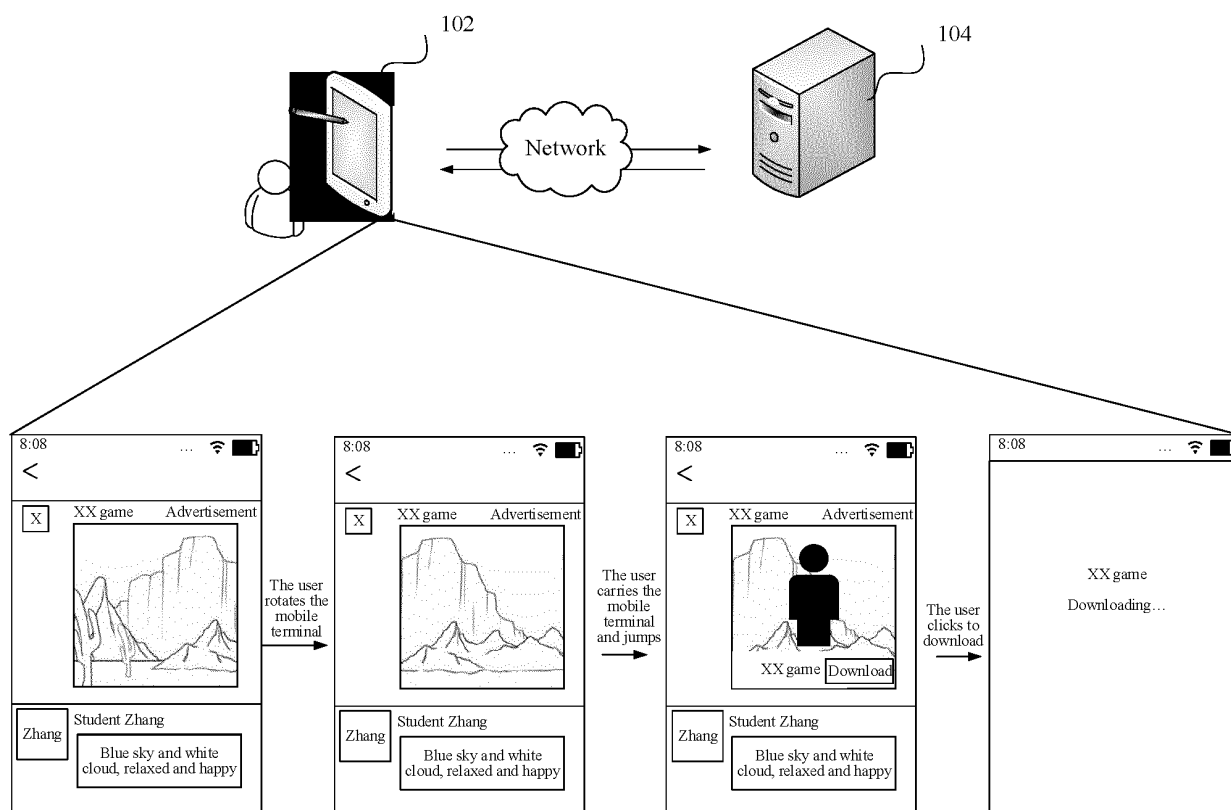 102
104
Network
8:08 ...
<
X XX game Advertisement
Zhang
Student Zhang
Blue sky and white
cloud, relaxed and happy
The user
rotates the
mobile
terminal
8:08 ...
<
X XX game Advertisement
Zhang
Student Zhang
Blue sky and white
cloud, relaxed and happy
The user
carries the
mobile
terminal
and jumps
8:08 ...
<
X XX game Advertisement
XX game Download
Zhang
Student Zhang
Blue sky and white
cloud, relaxed and happy
The user
clicks to
download
8:08 ...
XX game
Downloading...